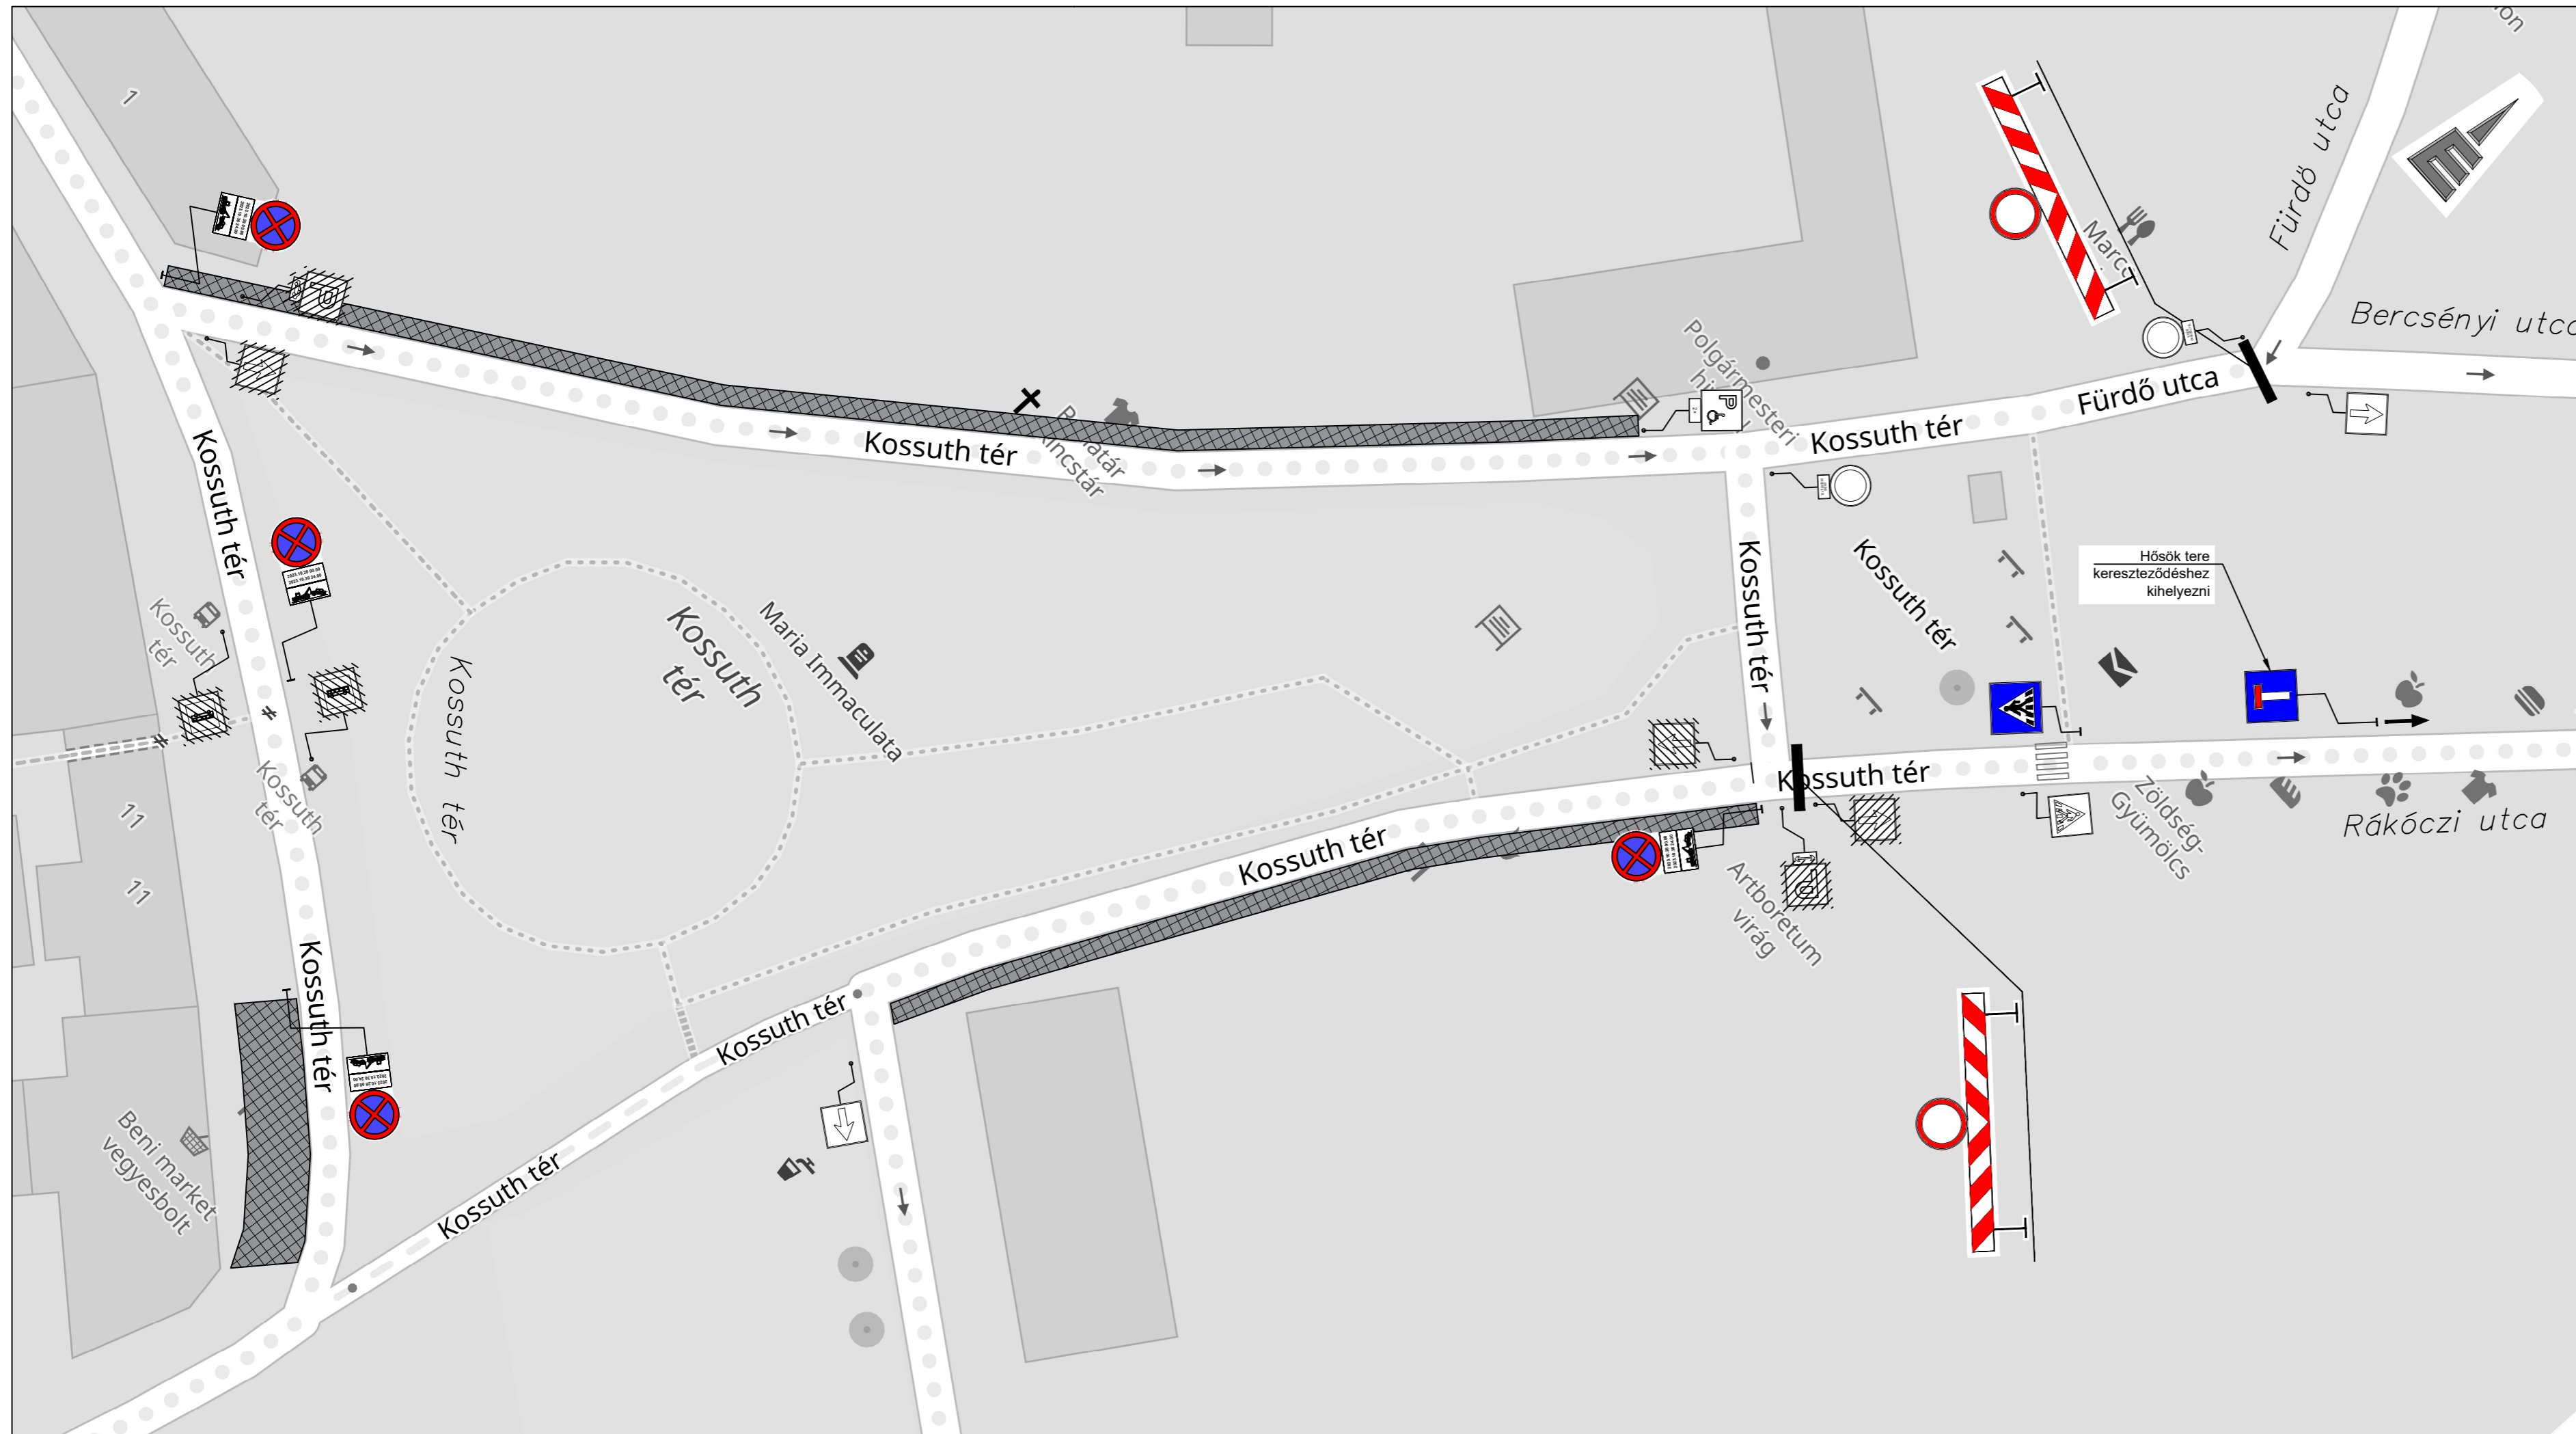 1
Fürdő utca
Bercsényi utca
Fürdő utca
Kossuth tér
Polgármesteri
Kossuth tér
Kossuth tér
Kossuth tér
Kossuth tér
Kossuth
tér
Maria Immaculata
Kossuth tér
Kossuth
tér
Kossuth
tér
Hősök tere
kereszteződéshez
kihelyezni
Kossuth tér
Zöldség-
Gyümölcs
Rákóczi utca
11
11
Kossuth tér
Artboretum
virág
Kossuth tér
Kossuth tér
Kossuth tér
Beni market
vegyesbolt
P
É